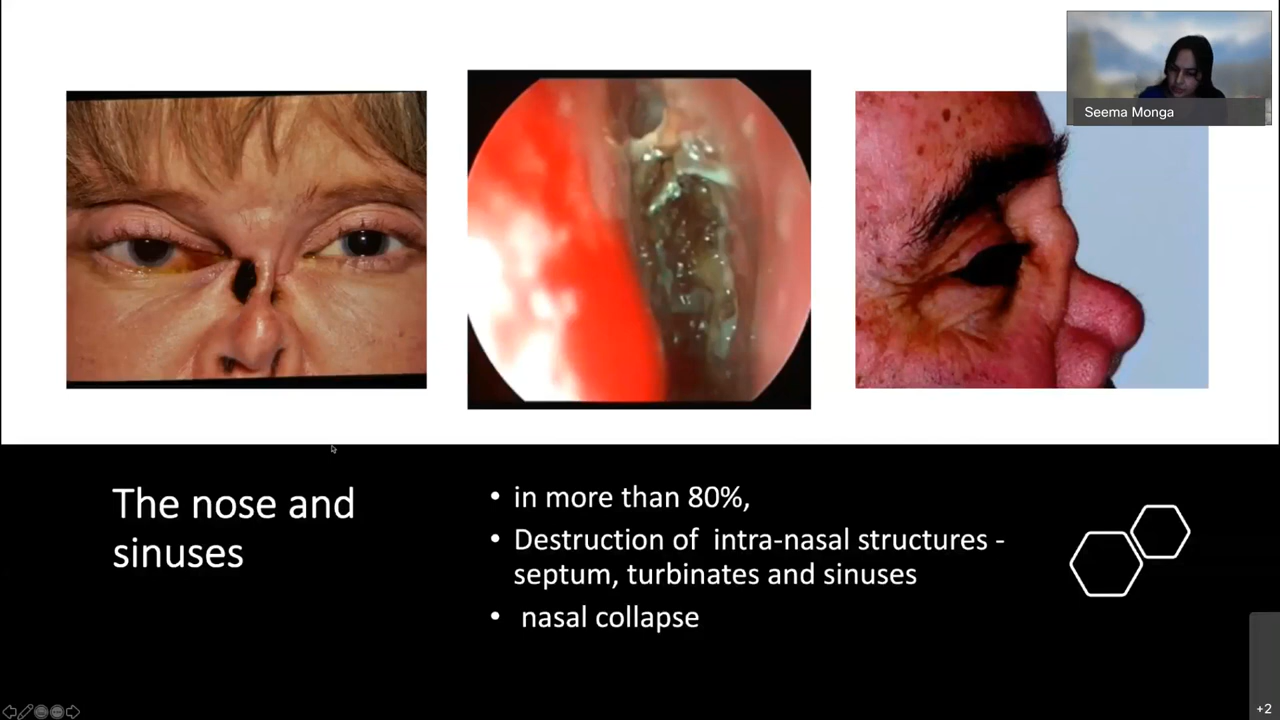 Seema Monga
The nose and
sinuses
• in more than 80%,
• Destruction of intra-nasal structures -
septum, turbinates and sinuses
• nasal collapse
+2